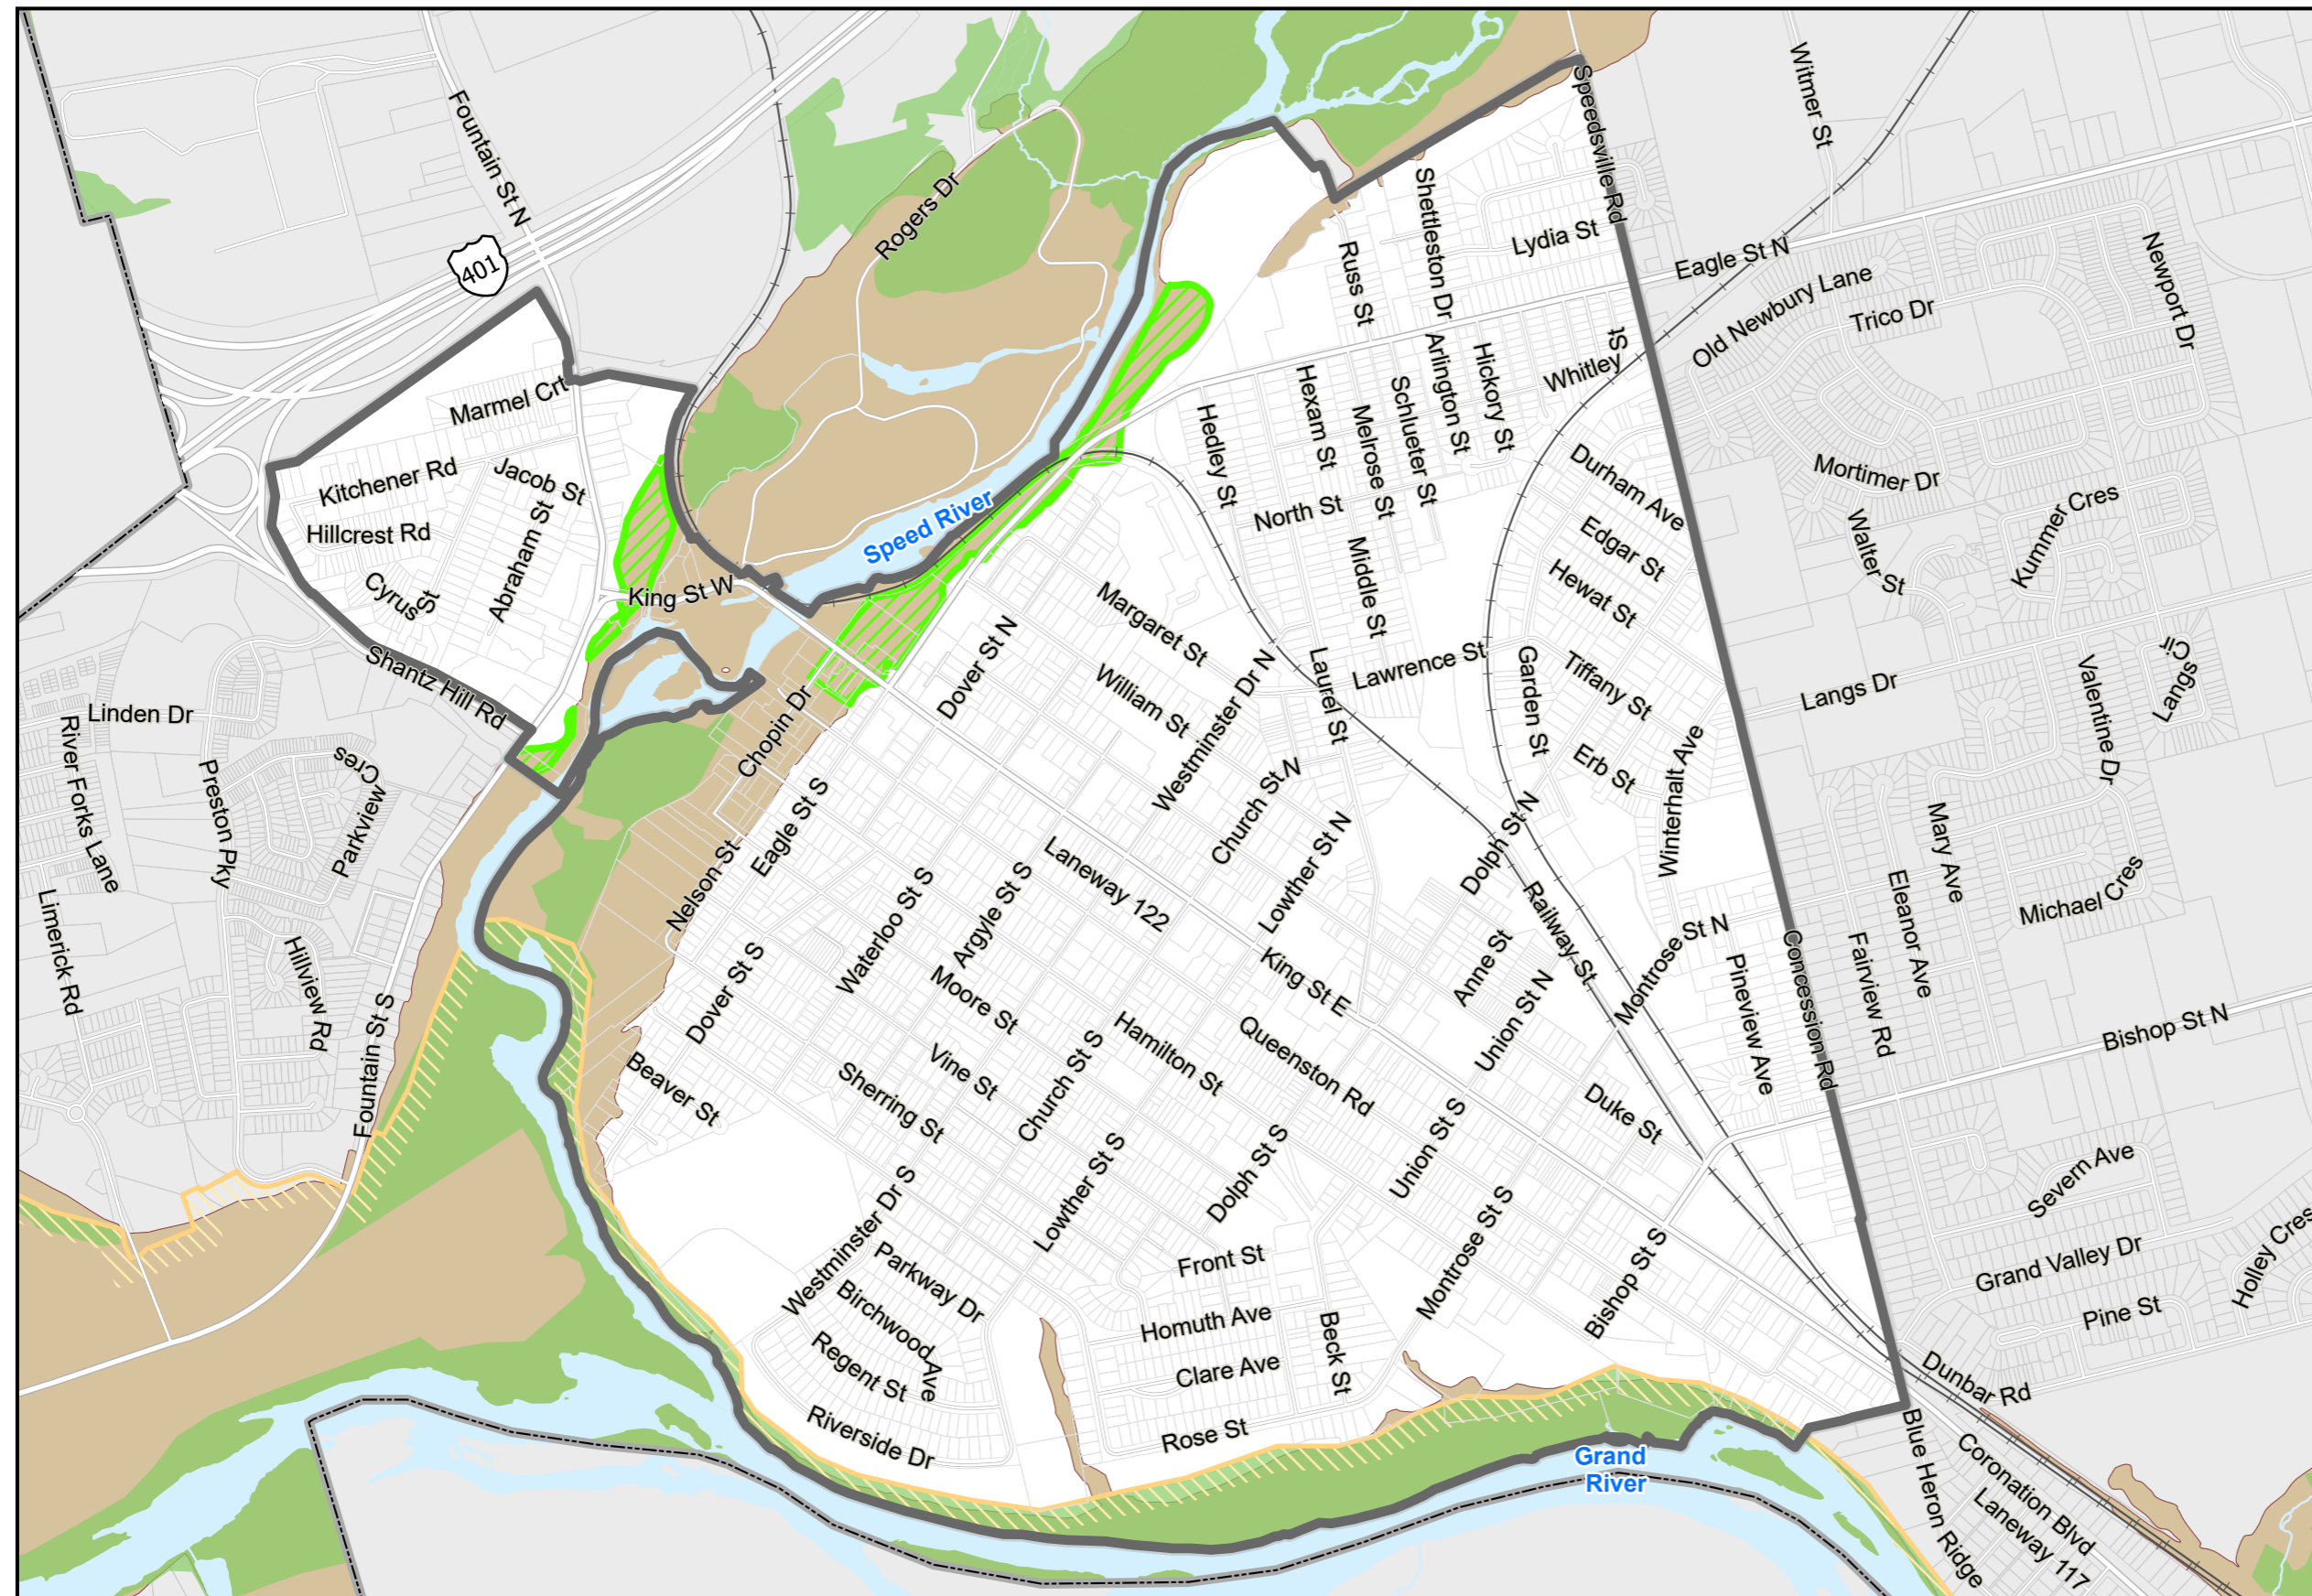 Fountain St N
401
Rogers Dr
Speedsville Rd
Witmer St
Shettleston Dr
Lydia St
Russ St
Eagle St N
Old Newbury Lane
Trico Dr
Newport Dr
Marmel Crt
Kitchener Rd
Jacob St
Hillcrest Rd
Abraham St
Cyrus St
King St W
Speed River
Hedley St
Hexam St
Melrose St
Schlueter St
Arlington St
Hickory St
Whitley St
North St
Middle St
Durham Ave
Edgar St
Hewat St
Tiffany St
Erb St
Mortimer Dr
Walter St
Kummer Cres
Langs Dr
Langs Cir
Valentine Dr
Shantz Hill Rd
Linden Dr
River Forks Lane
Preston Pky
Parkview Cres
Limerick Rd
Hillview Rd
Fountain St S
Chopin Dr
Dover St N
Margaret St
William St
Westminster Dr N
Laurel St
Lawrence St
Garden St
Winterhalt Ave
Church St N
Lowther St N
Dolph St N
Nelson St
Eagle St S
Laneway 122
Waterloo St S
Argyle St S
Moore St
King St E
Anne St
Railway St
Union St N
Montrose St N
Pineview Ave
Concession Rd
Fairview Rd
Eleanor Ave
Mary Ave
Michael Cres
Bishop St N
Dover St S
Beaver St
Sherring St
Vine St
Church St S
Hamilton St
Queenston Rd
Duke St
Union St S
Dolph St S
Lowther St S
Westminster Dr S
Parkway Dr
Birchwood Ave
Regent St
Riverside Dr
Front St
Homuth Ave
Clare Ave
Rose St
Beck St
Montrose St S
Bishop St S
Severn Ave
Grand Valley Dr
Holley Cres
Pine St
Dunbar Rd
Grand
River
Blue Heron Ridge
Coronation Blvd
Laneway 117